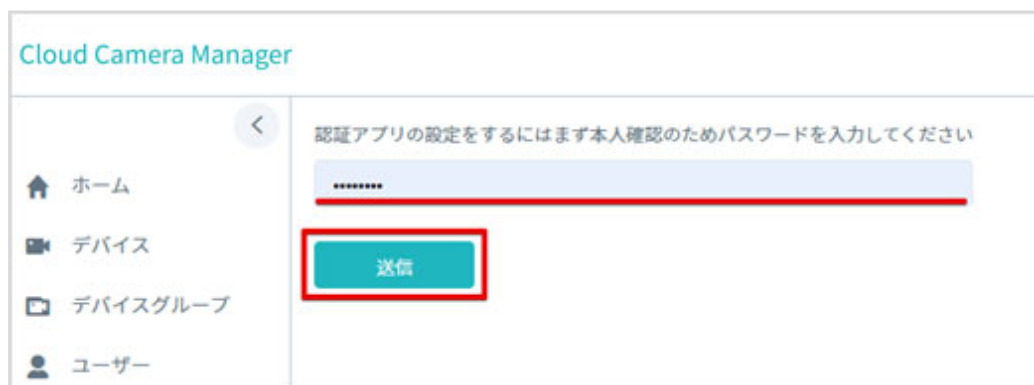 Cloud Camera Manager
認証アプリの設定をするにはまず本人確認のためパスワードを入力してください
••••••••
送信
ホーム
デバイス
デバイスグループ
ユーザー